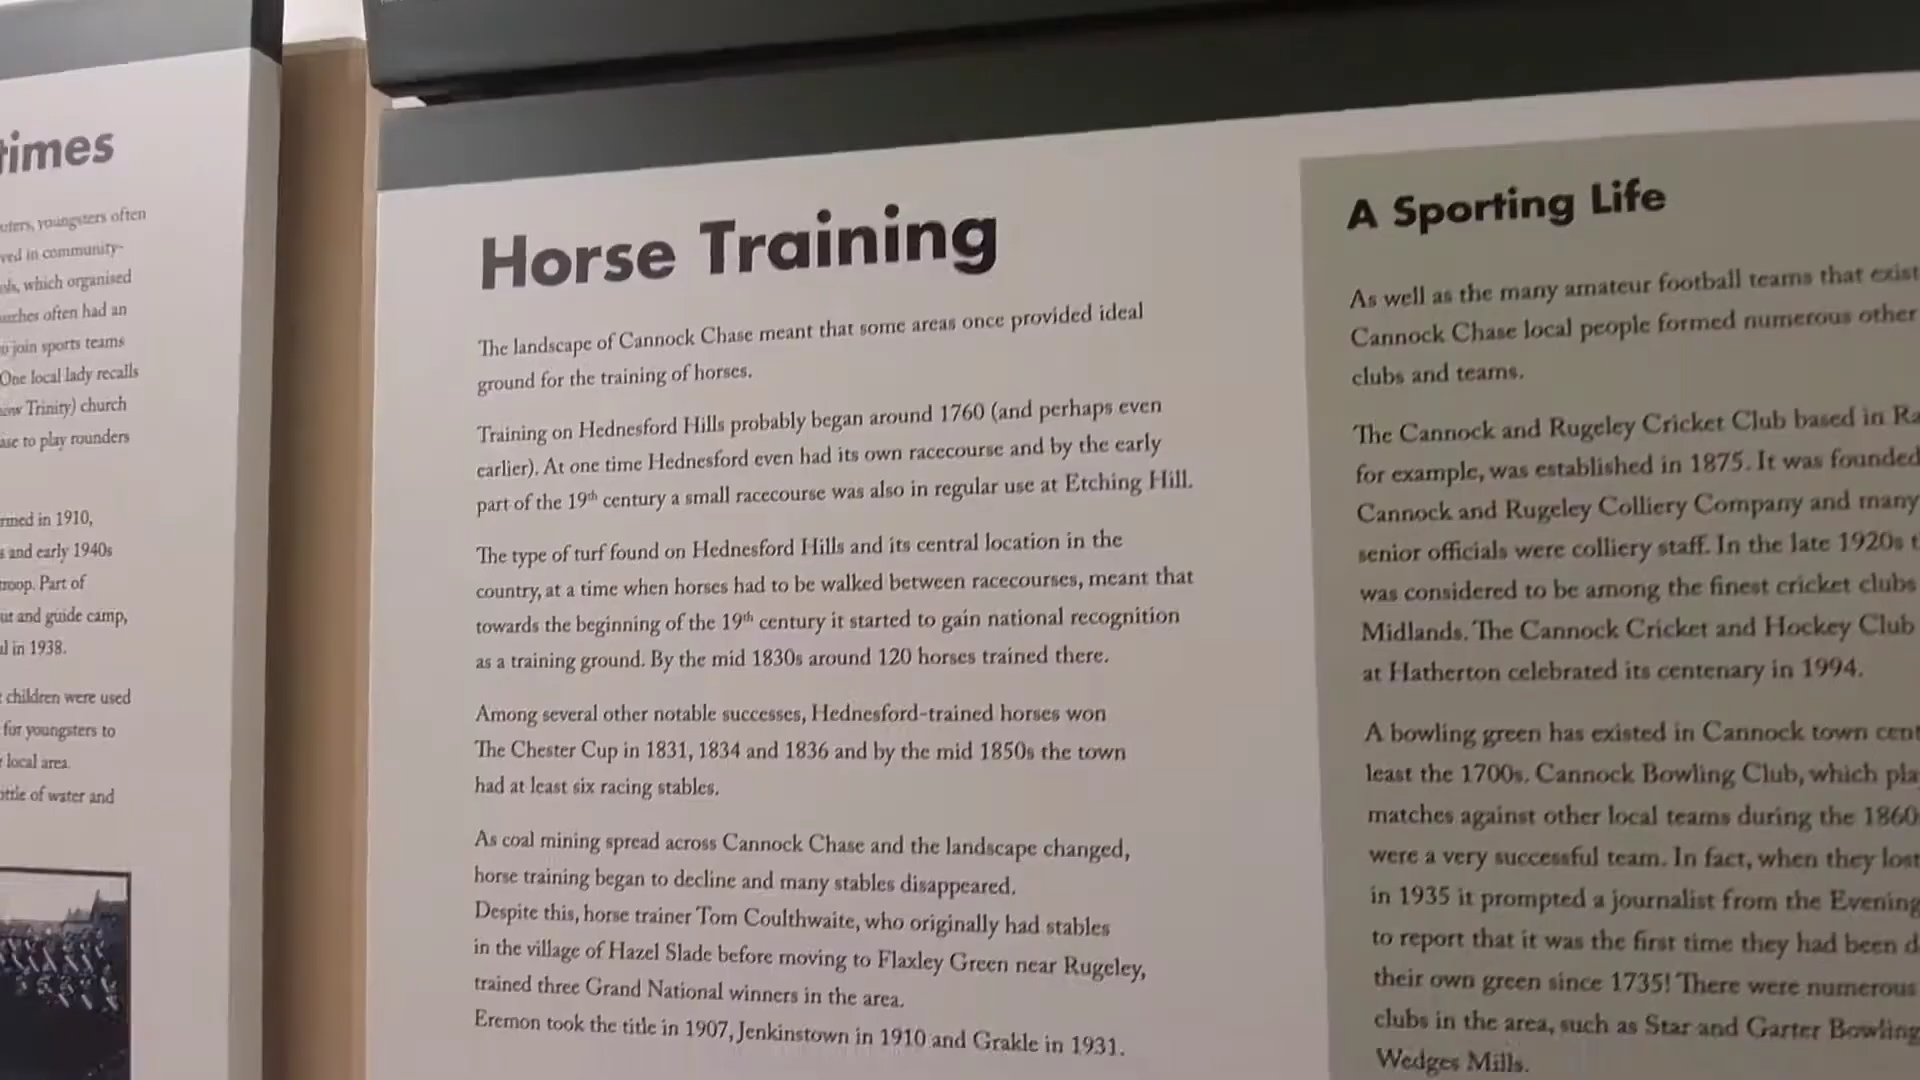 times
youngsters often
in community-
which organised
often had an
join sports teams
One local lady recalls
Trinity) church
to play rounders
in 1910,
and early 1940s
troop. Part of
and guide camp,
in 1938.
children were used
for youngsters to
local area.
of water and
Horse Training
The landscape of Cannock Chase meant that some areas once provided ideal
ground for the training of horses.
Training on Hednesford Hills probably began around 1760 (and perhaps even
earlier). At one time Hednesford even had its own racecourse and by the early
part of the 19th century a small racecourse was also in regular use at Etching Hill.
The type of turf found on Hednesford Hills and its central location in the
country, at a time when horses had to be walked between racecourses, meant that
towards the beginning of the 19th century it started to gain national recognition
as a training ground. By the mid 1830s around 120 horses trained there.
Among several other notable successes, Hednesford-trained horses won
The Chester Cup in 1831, 1834 and 1836 and by the mid 1850s the town
had at least six racing stables.
As coal mining spread across Cannock Chase and the landscape changed,
horse training began to decline and many stables disappeared.
Despite this, horse trainer Tom Coulthwaite, who originally had stables
in the village of Hazel Slade before moving to Flaxley Green near Rugeley,
trained three Grand National winners in the area.
Eremon took the title in 1907, Jenkinstown in 1910 and Grakle in 1931.
A Sporting Life
As well as the many amateur football teams that exist
Cannock Chase local people formed numerous other
clubs and teams.
The Cannock and Rugeley Cricket Club based in Ra
for example, was established in 1875. It was founded
Cannock and Rugeley Colliery Company and many
senior officials were colliery staff. In the late 1920s t
was considered to be among the finest cricket clubs
Midlands. The Cannock Cricket and Hockey Club
at Hatherton celebrated its centenary in 1994.
A bowling green has existed in Cannock town cent
least the 1700s. Cannock Bowling Club, which pla
matches against other local teams during the 1860
were a very successful team. In fact, when they lost
in 1935 it prompted a journalist from the Evening
to report that it was the first time they had been d
their own green since 1735! There were numerous
clubs in the area, such as Star and Garter Bowling
Wedges Mills.